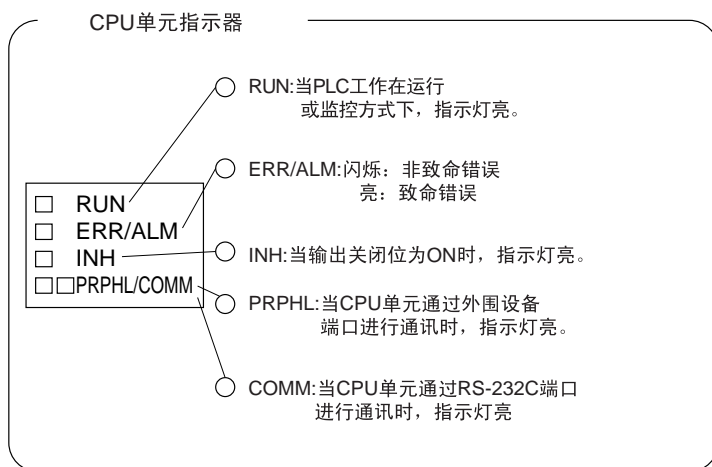 CPU单元指示器
RUN:当PLC工作在运行
或监控方式下，指示灯亮。
ERR/ALM:闪烁：非致命错误
亮：致命错误
RUN
ERR/ALM
INH
PRPHL/COMM
INH:当输出关闭位为ON时，指示灯亮。
PRPHL:当CPU单元通过外围设备
端口进行通讯时，指示灯亮。
COMM:当CPU单元通过RS-232C端口
进行通讯时，指示灯亮